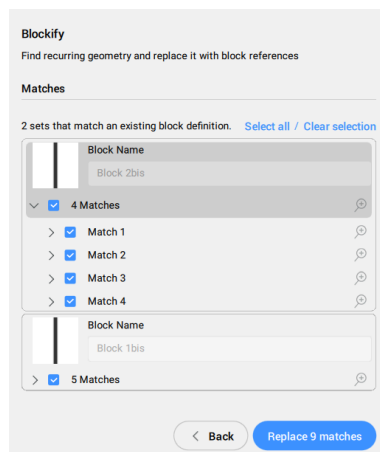 Blockify
Find recurring geometry and replace it with block references
Matches
2 sets that match an existing block definition. Select all / Clear selection
Block Name
Block 2bis
4 Matches
Match 1
Match 2
Match 3
Match 4
Block Name
Block 1bis
5 Matches
Back Replace 9 matches